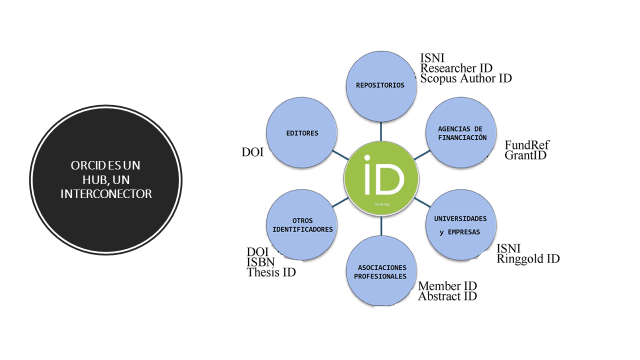 ORCID ES UN
HUB, UN
INTERCONECTOR
REPOSITORIOS
ISNI
Researcher ID
Scopus Author ID
EDITORES
DOI
AGENCIAS DE
FINANCIACIÓN
FundRef
GrantID
iD
OTROS
IDENTIFICADORES
DOI
ISBN
Thesis ID
UNIVERSIDADES
y EMPRESAS
ISNI
Ringgold ID
ASOCIACIONES
PROFESIONALES
Member ID
Abstract ID